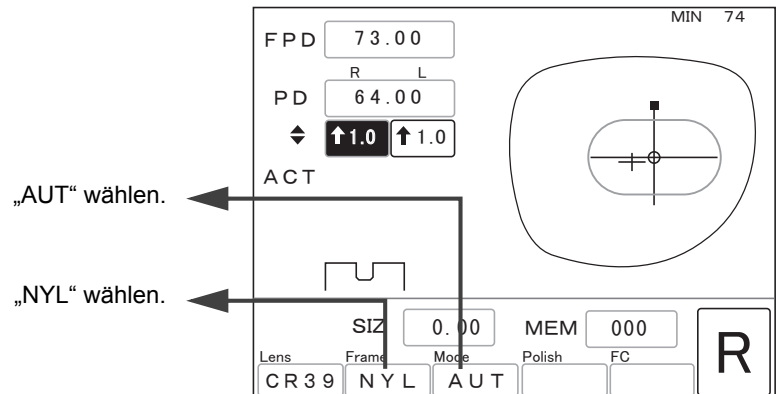 MIN 74
FPD 73.00
R L
PD 64.00
1.0 1.0
ACT
„AUT“ wählen.
„NYL“ wählen.
SIZ 0.00 MEM 000
Lens Frame Mode Polish FC
CR39 NYL AUT
R